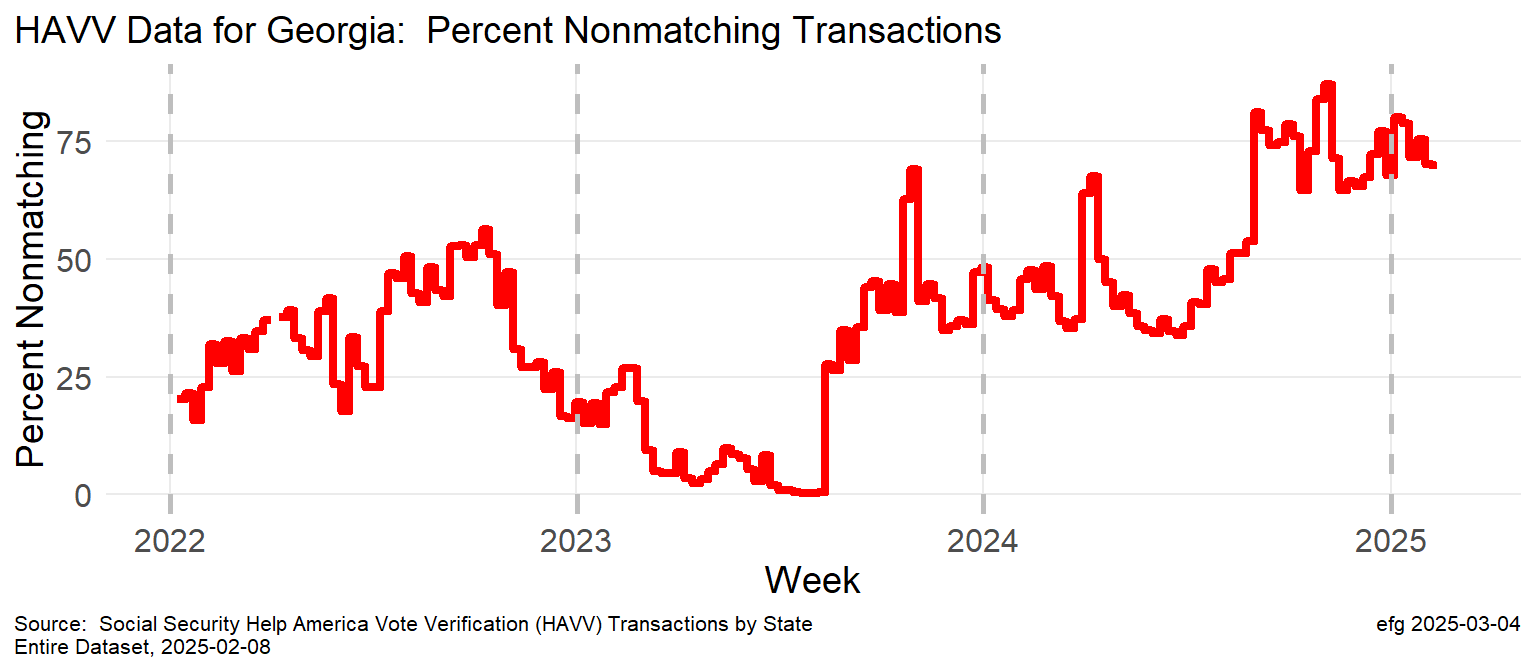 HAVV Data for Georgia:  Percent Nonmatching Transactions
Percent Nonmatching
75
50
25
0
2022 2023 2024 2025
Week
Source:  Social Security Help America Vote Verification (HAVV) Transactions by State
Entire Dataset, 2025-02-08
efg 2025-03-04